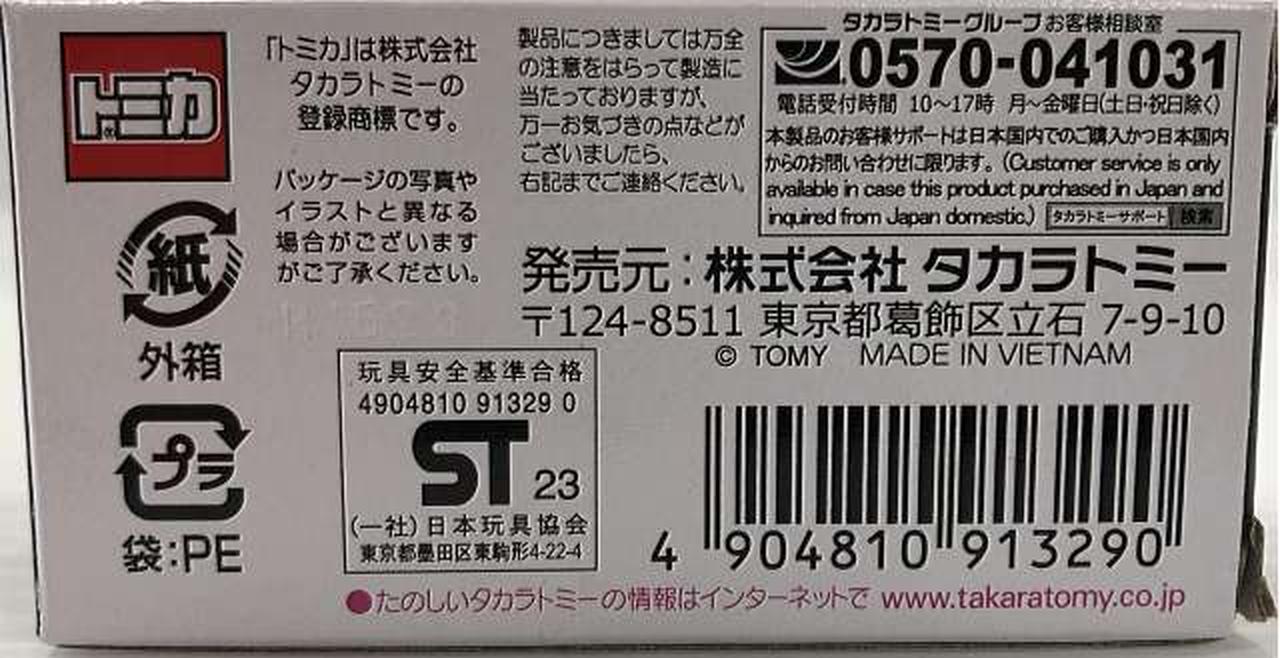 トミカ
「トミカ」は株式会社
タカラトミーの
登録商標です。
パッケージの写真や
イラストと異なる
場合がございます
がご了承ください。
紙
外箱
プラ
袋:PE
製品につきましては万全
の注意をはらって製造に
当たっておりますが、
万一お気づきの点などが
ございましたら、
右記までご連絡ください。
タカラトミーグループお客様相談室
0570-041031
電話受付時間 10〜17時 月〜金曜日(土日・祝日除く)
本製品のお客様サポートは日本国内でのご購入かつ日本国内
からのお問い合わせに限ります。(Customer service is only
available in case this product purchased in Japan and
inquired from Japan domestic.) タカラトミーサポート 検索
発売元:株式会社 タカラトミー
〒124-8511 東京都葛飾区立石 7-9-10
© TOMY MADE IN VIETNAM
玩具安全基準合格
4904810 91329 0
ST 23
(一社)日本玩具協会
東京都墨田区東駒形4-22-4
4 904810 913290
●たのしいタカラトミーの情報はインターネットで www.takaratomy.co.jp